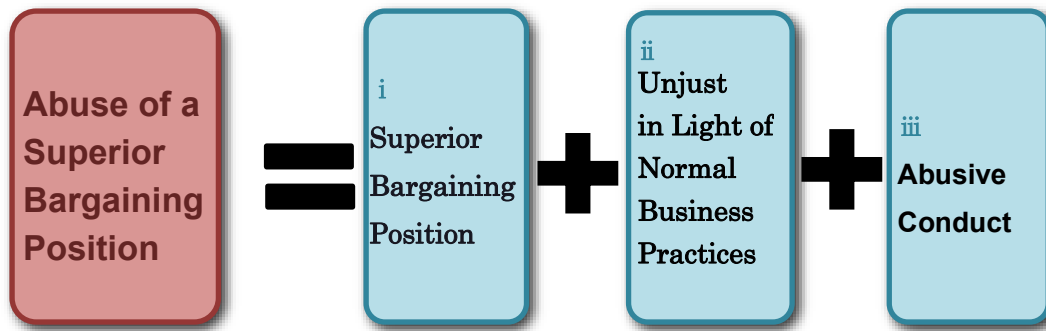 Abuse of a
Superior
Bargaining
Position
i
Superior
Bargaining
Position
ii
Unjust
in Light of
Normal
Business
Practices
iii
Abusive
Conduct